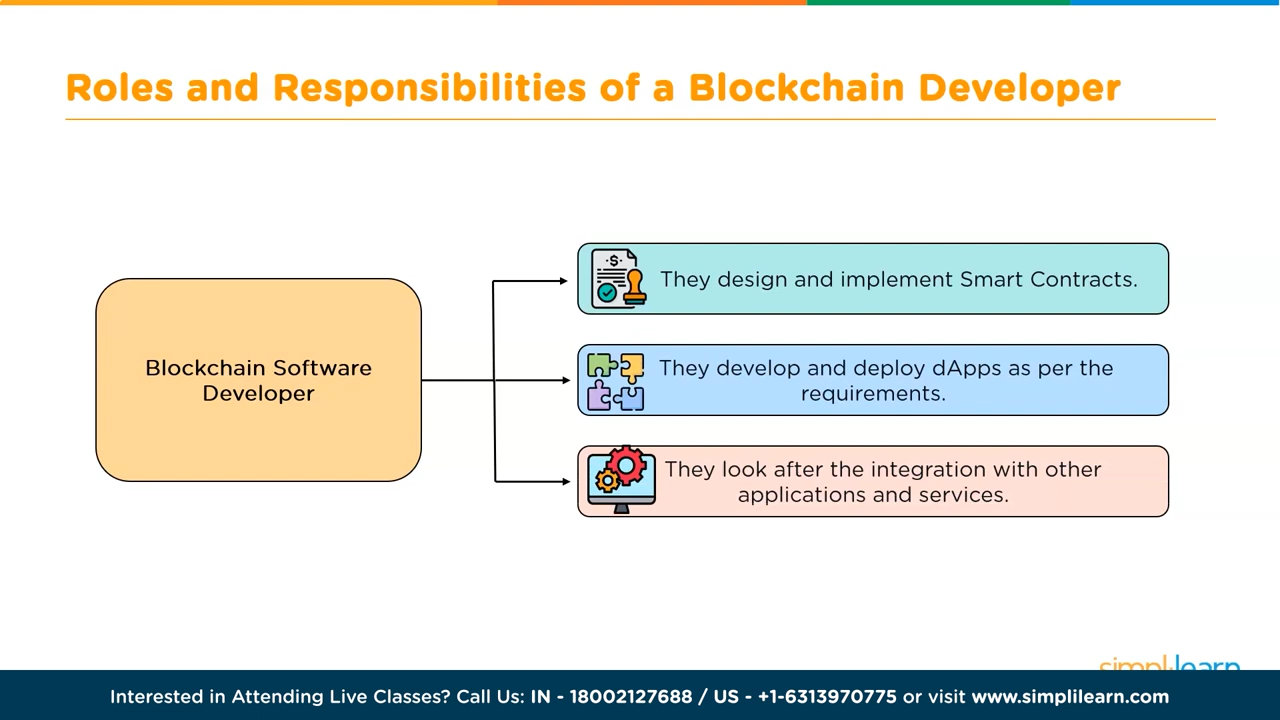 Roles and Responsibilities of a Blockchain Developer
Blockchain Software
Developer
$
They design and implement Smart Contracts.
They develop and deploy dApps as per the
requirements.
They look after the integration with other
applications and services.
simplilearn
Interested in Attending Live Classes? Call Us: IN - 18002127688 / US - +1-6313970775 or visit www.simplilearn.com